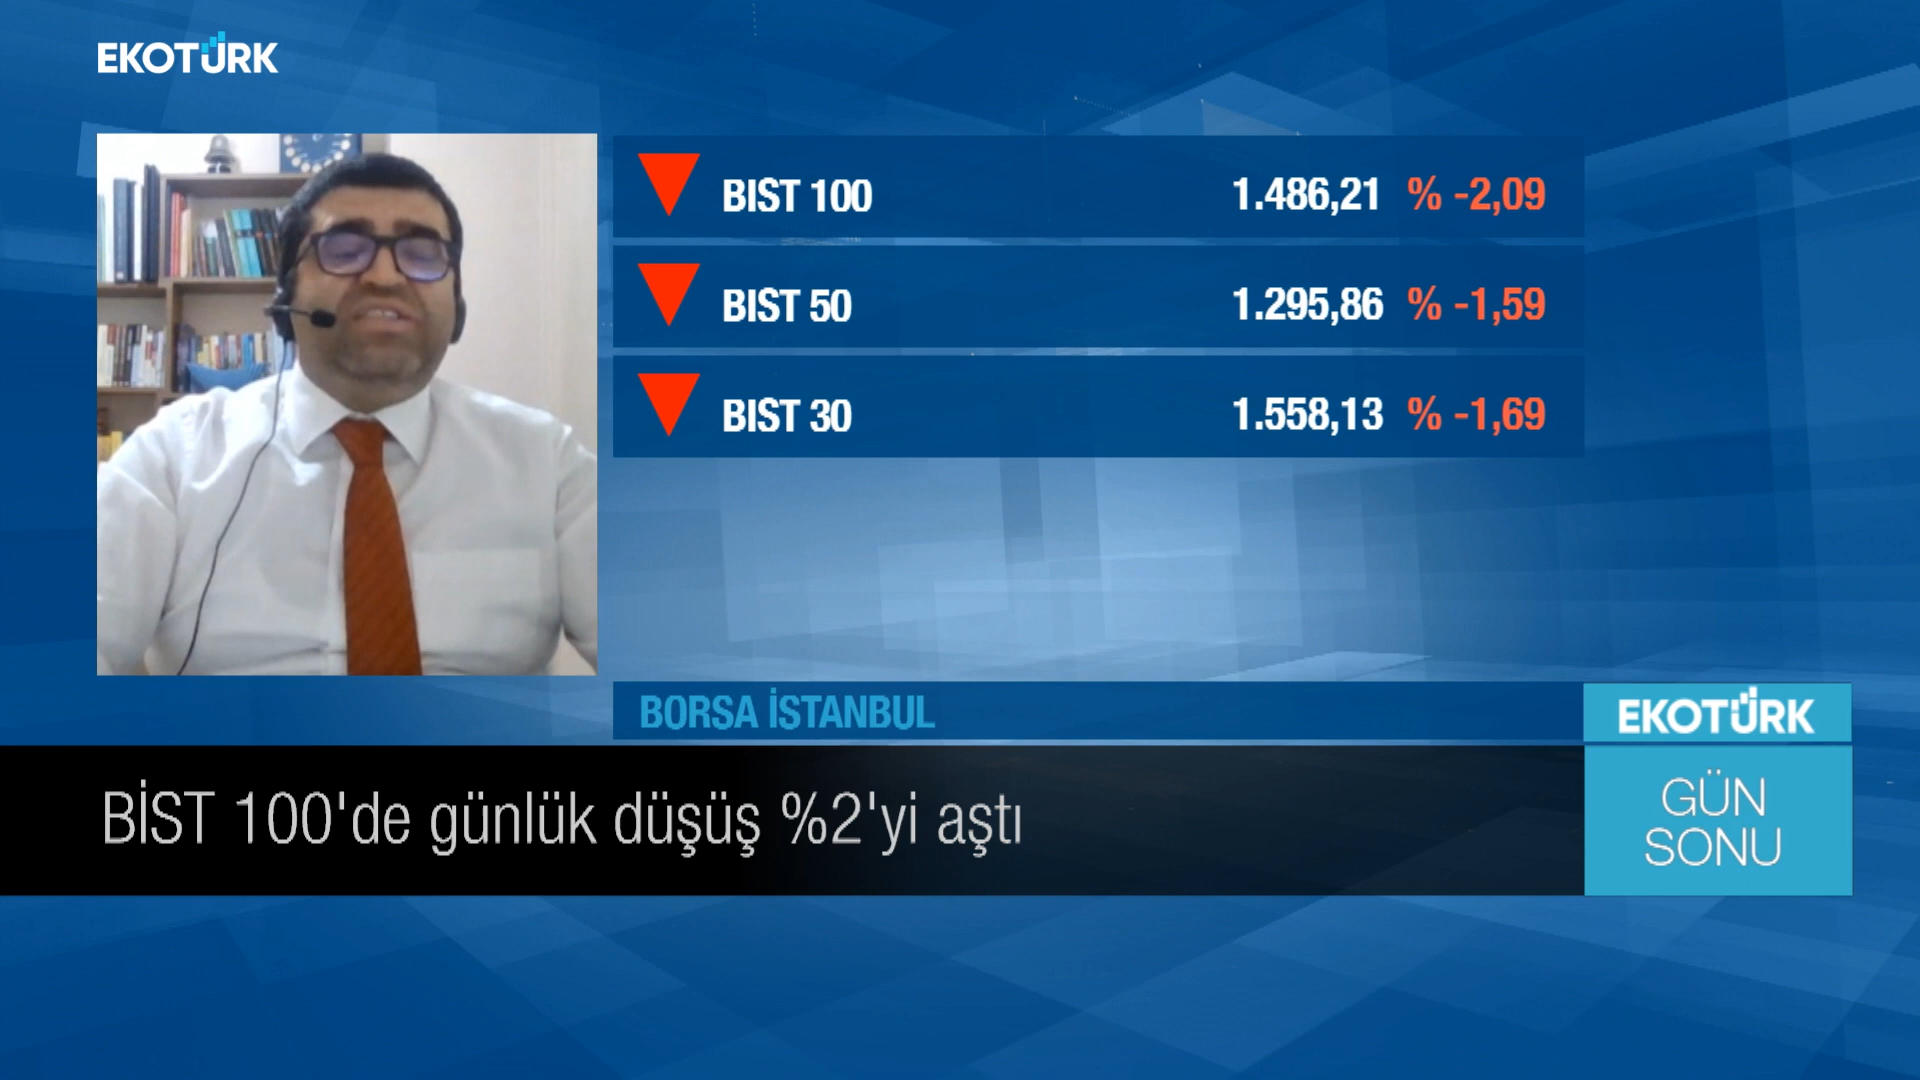 EKOTÜRK
BIST 100 1.486,21 % -2,09
BIST 50 1.295,86 % -1,59
BIST 30 1.558,13 % -1,69
BORSA İSTANBUL
EKOTÜRK
BİST 100'de günlük düşüş %2'yi aştı
GÜN
SONU